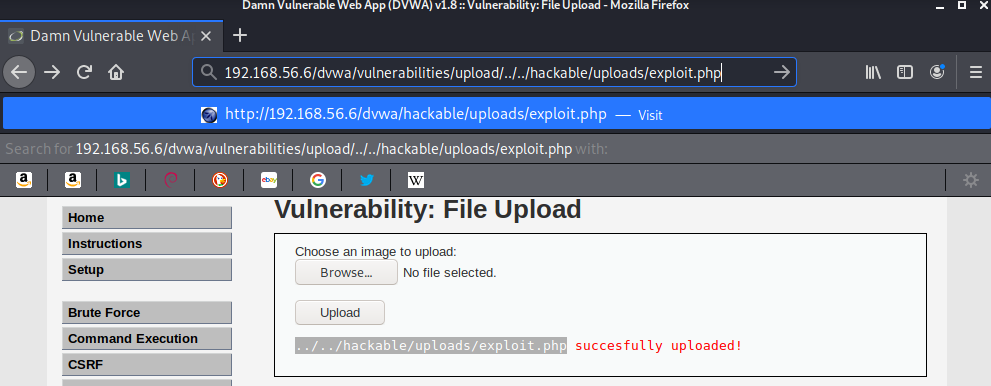 Damn Vulnerable Web App (DVWA) v1.8 :: Vulnerability: File Upload - Mozilla Firefox
Damn Vulnerable Web Ap
192.168.56.6/dvwa/vulnerabilities/upload/../../hackable/uploads/exploit.php
http://192.168.56.6/dvwa/hackable/uploads/exploit.php — Visit
Search for 192.168.56.6/dvwa/vulnerabilities/upload/../../hackable/uploads/exploit.php with:
a a b ebay G W
Vulnerability: File Upload
Home
Instructions
Setup
Brute Force
Command Execution
CSRF
Choose an image to upload:
Browse... No file selected.
Upload
../../hackable/uploads/exploit.php succesfully uploaded!